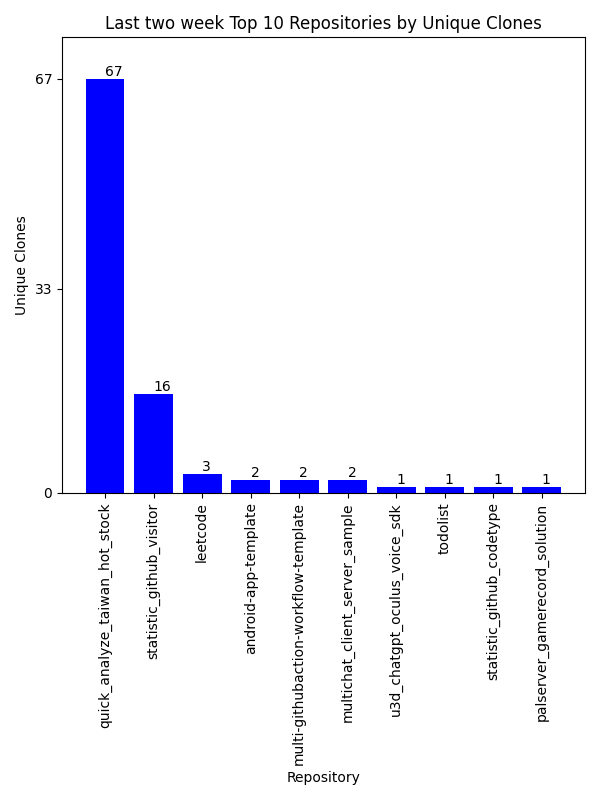 Last two week Top 10 Repositories by Unique Clones
67
33
0
Unique Clones
67
16
3
2
2
2
1
1
1
1
quick_analyze_taiwan_hot_stock
statistic_github_visitor
leetcode
android-app-template
multi-githubaction-workflow-template
multichat_client_server_sample
u3d_chatgpt_oculus_voice_sdk
todolist
statistic_github_codetype
palserver_gamerecord_solution
Repository